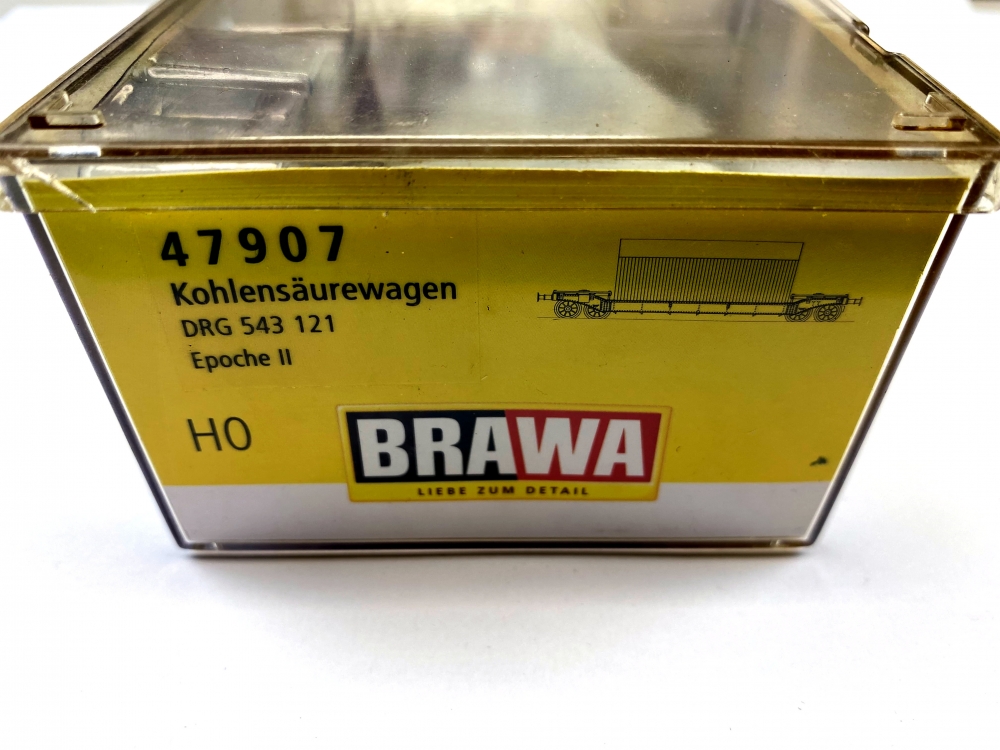 47907
Kohlensäurewagen
DRG 543 121
Epoche II
H0
BRAWA
LIEBE ZUM DETAIL